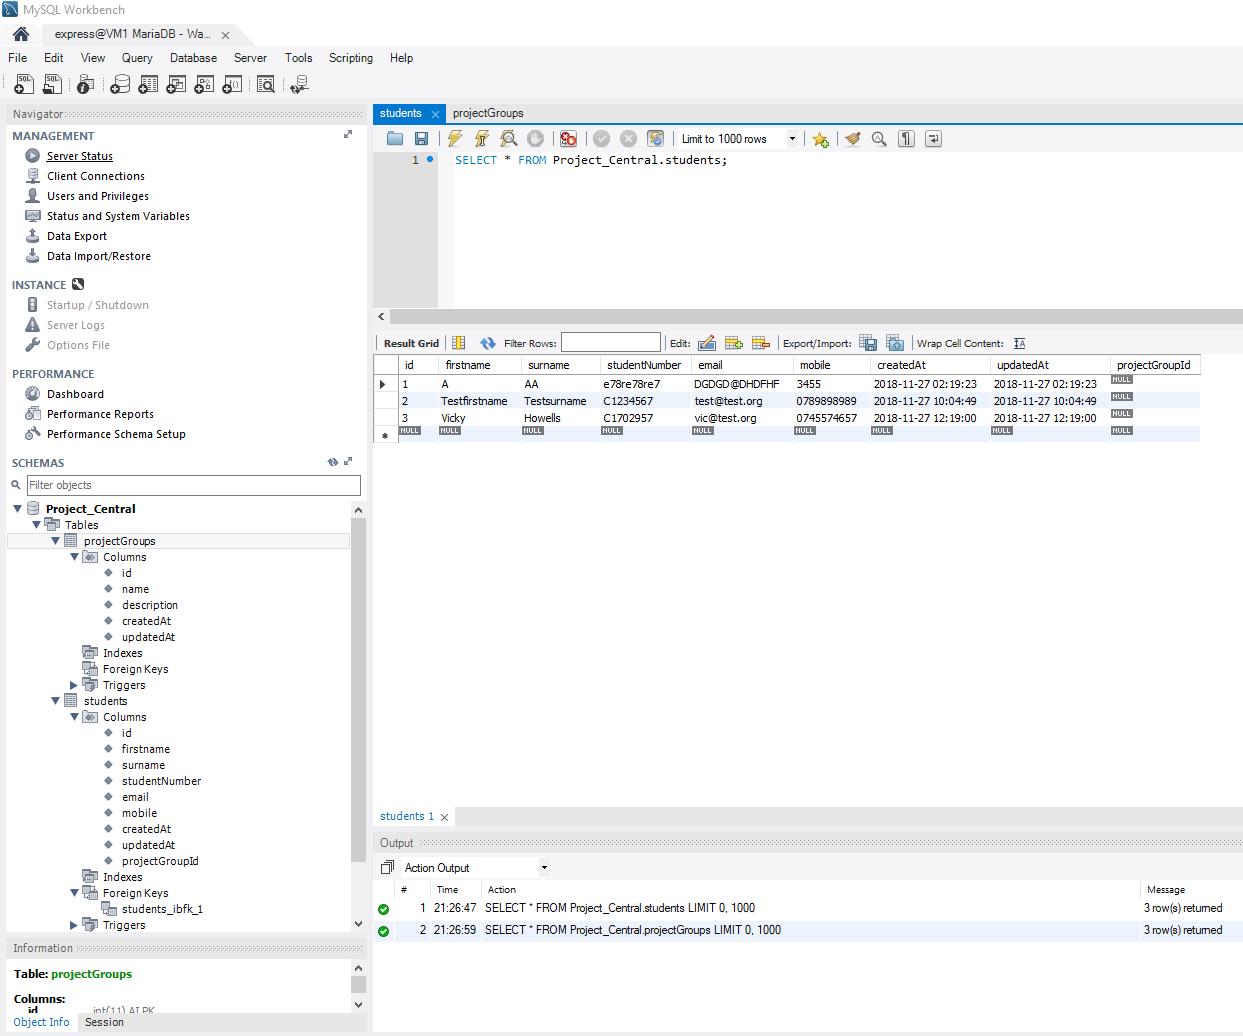 MySQL Workbench
express@VM1 MariaDB - Wa...
File Edit View Query Database Server Tools Scripting Help
Navigator
MANAGEMENT
Server Status
Client Connections
Users and Privileges
Status and System Variables
Data Export
Data Import/Restore
INSTANCE
Startup / Shutdown
Server Logs
Options File
PERFORMANCE
Dashboard
Performance Reports
Performance Schema Setup
SCHEMAS
Filter objects
Project_Central
Tables
projectGroups
Columns
id
name
description
createdAt
updatedAt
Indexes
Foreign Keys
Triggers
students
Columns
id
firstname
surname
studentNumber
email
mobile
createdAt
updatedAt
projectGroupId
Indexes
Foreign Keys
students_ibfk_1
Triggers
Information
Table: projectGroups
Columns:
id int(11) AI PK
Object Info Session
students projectGroups
Limit to 1000 rows
1 SELECT * FROM Project_Central.students;
Result Grid Filter Rows: Edit: Export/Import: Wrap Cell Content:
id firstname surname studentNumber email mobile createdAt updatedAt projectGroupId
1 A AA e78re78re7 DGDGD@DHDFHF 3455 2018-11-27 02:19:23 2018-11-27 02:19:23 NULL
2 Testfirstname Testsurname C1234567 test@test.org 0789898989 2018-11-27 10:04:49 2018-11-27 10:04:49 NULL
3 Vicky Howells C1702957 vic@test.org 0745574657 2018-11-27 12:19:00 2018-11-27 12:19:00 NULL
NULL NULL NULL NULL NULL NULL NULL NULL NULL
students 1
Output
Action Output
# Time Action Message
1 21:26:47 SELECT * FROM Project_Central.students LIMIT 0, 1000 3 row(s) returned
2 21:26:59 SELECT * FROM Project_Central.projectGroups LIMIT 0, 1000 3 row(s) returned